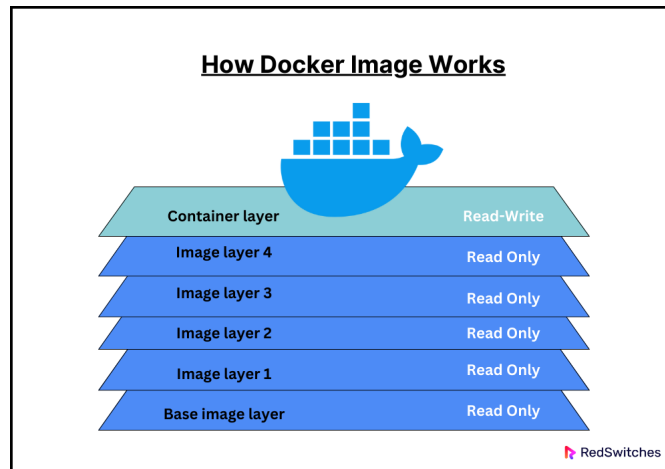 How Docker Image Works
Container layer Read-Write
Image layer 4 Read Only
Image layer 3 Read Only
Image layer 2 Read Only
Image layer 1 Read Only
Base image layer Read Only
RedSwitches